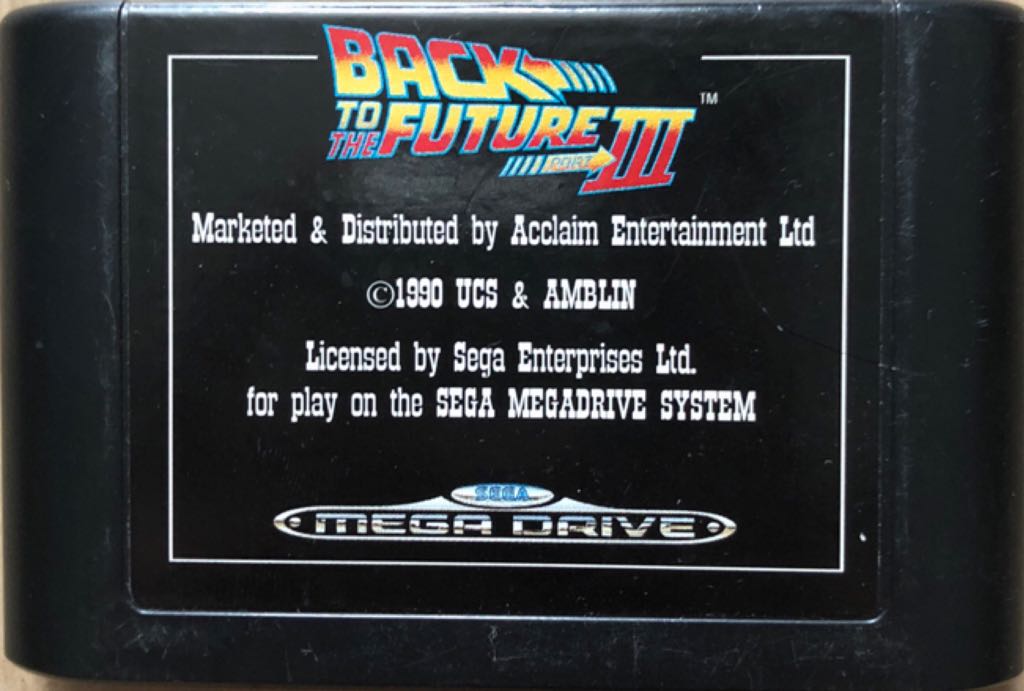 BACK
TO
THE FUTURE
PART III ™
Marketed & Distributed by Acclaim Entertainment Ltd
©1990 UCS & AMBLIN
Licensed by Sega Enterprises Ltd.
for play on the SEGA MEGADRIVE SYSTEM
SEGA
MEGA DRIVE